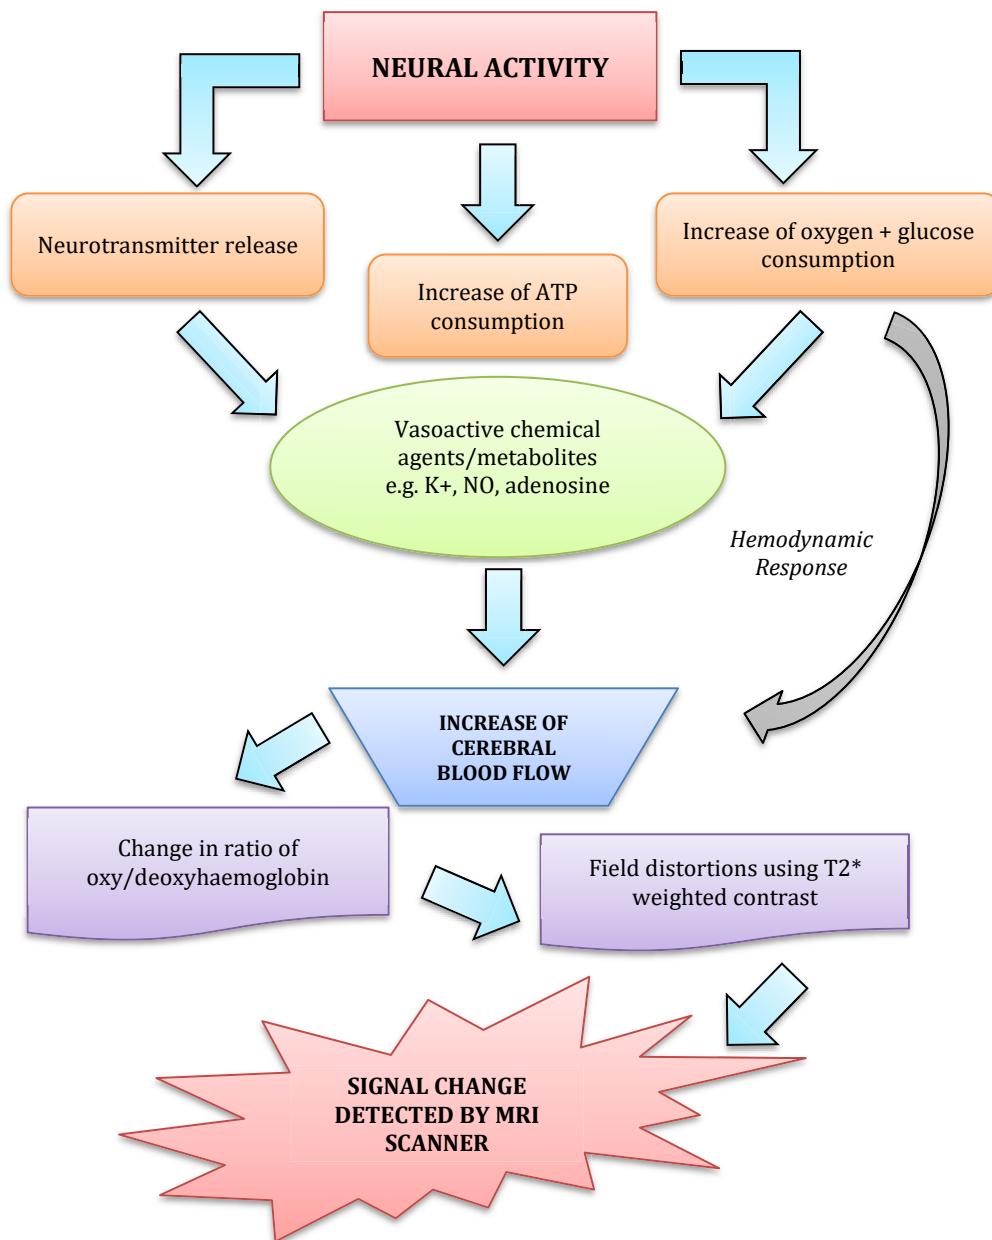 NEURAL ACTIVITY
Neurotransmitter release
Increase of ATP
consumption
Increase of oxygen + glucose
consumption
Vasoactive chemical
agents/metabolites
e.g. K+, NO, adenosine
Hemodynamic
Response
INCREASE OF
CEREBRAL
BLOOD FLOW
Change in ratio of
oxy/deoxyhaemoglobin
Field distortions using T2*
weighted contrast
SIGNAL CHANGE
DETECTED BY MRI
SCANNER